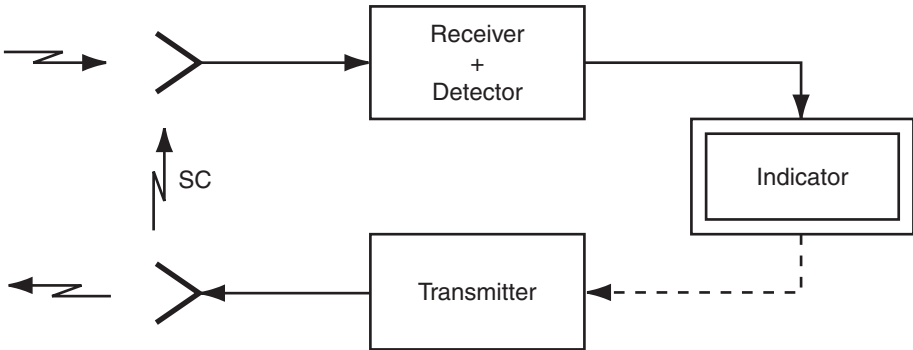 Receiver
+
Detector
SC
Indicator
Transmitter